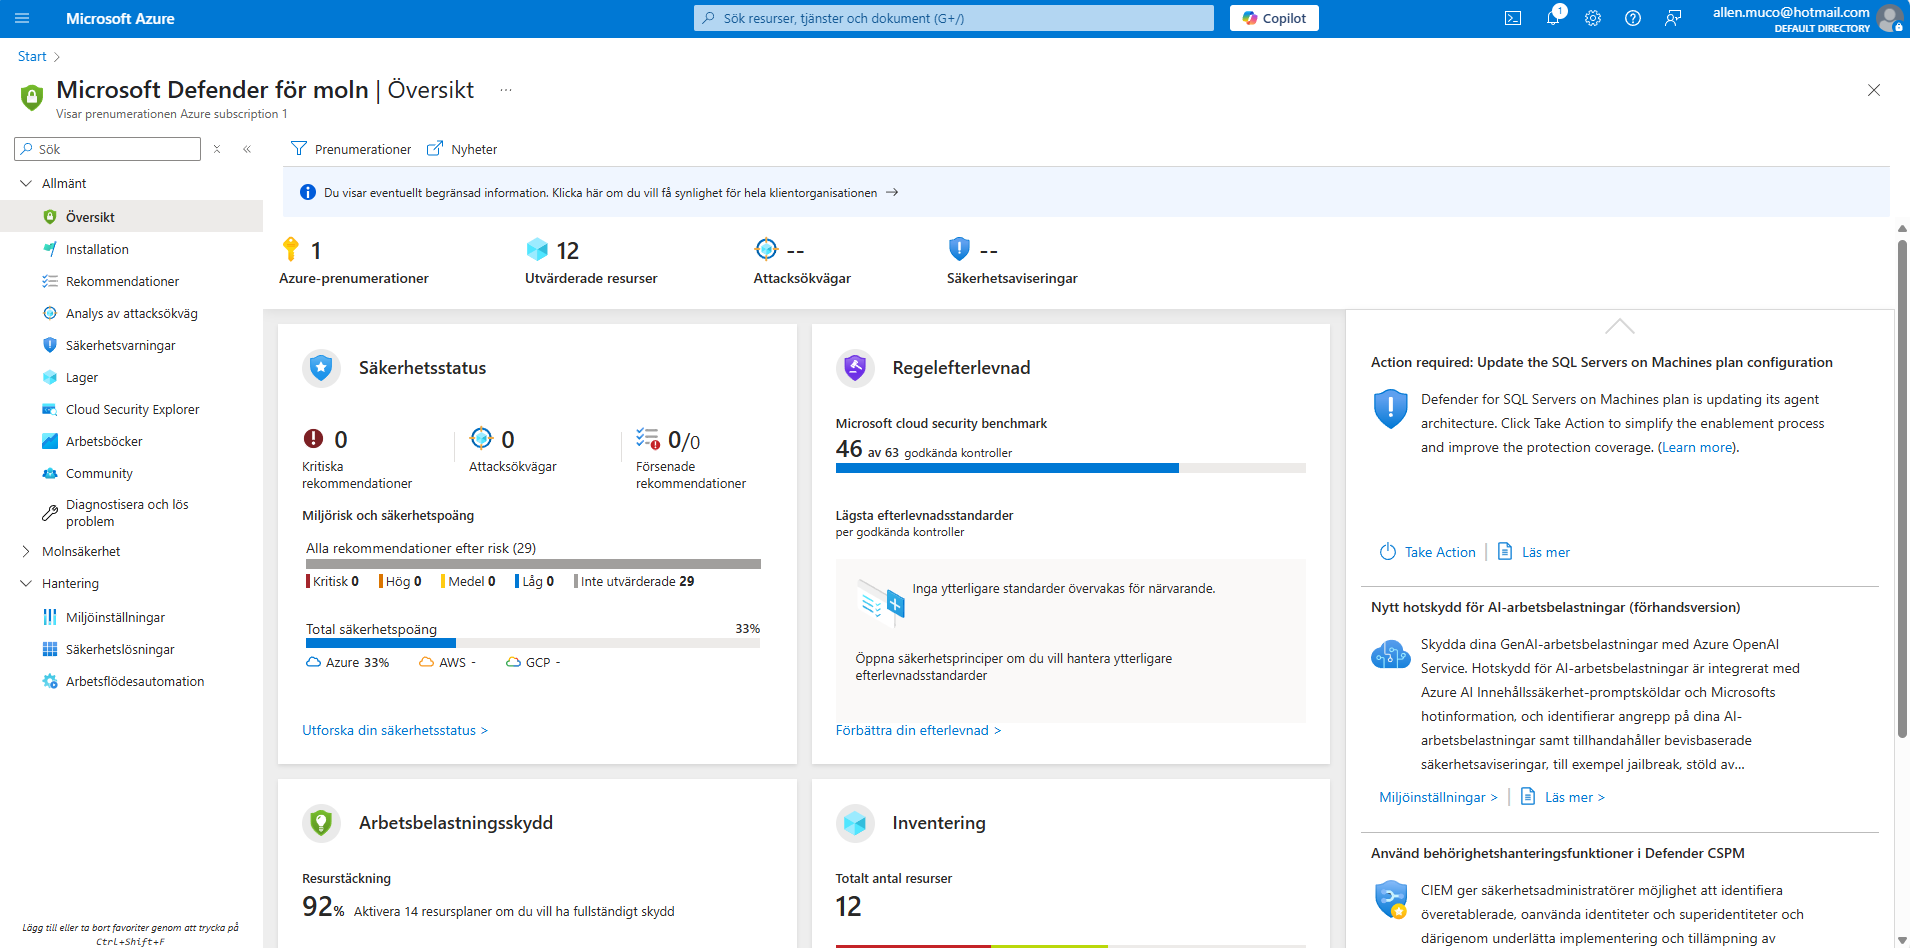 Microsoft Azure
Sök resurser, tjänster och dokument (G+/)
Copilot
1
allen.muco@hotmail.com
DEFAULT DIRECTORY
Start
Microsoft Defender för moln | Översikt
...
Visar prenumerationen Azure subscription 1
Sök
Prenumerationer
Nyheter
Allmänt
Översikt
Installation
Rekommendationer
Analys av attacksökväg
Säkerhetsvarningar
Lager
Cloud Security Explorer
Arbetsböcker
Community
Diagnostisera och lös
problem
Molnsäkerhet
Hantering
Miljöinställningar
Säkerhetslösningar
Arbetsflödesautomation
Lägg till eller ta bort favoriter genom att trycka på
Ctrl+Shift+F
Du visar eventuellt begränsad information. Klicka här om du vill få synlighet för hela klientorganisationen →
1
Azure-prenumerationer
12
Utvärderade resurser
--
Attacksökvägar
--
Säkerhetsaviseringar
Säkerhetsstatus
0
Kritiska
rekommendationer
0
Attacksökvägar
0/0
Försenade
rekommendationer
Miljörisk och säkerhetspoäng
Alla rekommendationer efter risk (29)
Kritisk 0 Hög 0 Medel 0 Låg 0 Inte utvärderade 29
Total säkerhetspoäng 33%
Azure 33% AWS - GCP -
Utforska din säkerhetsstatus >
Regelefterlevnad
Microsoft cloud security benchmark
46 av 63 godkända kontroller
Lägsta efterlevnadsstandarder
per godkända kontroller
Inga ytterligare standarder övervakas för närvarande.
Öppna säkerhetsprinciper om du vill hantera ytterligare
efterlevnadsstandarder
Förbättra din efterlevnad >
Arbetsbelastningsskydd
Resurstäckning
92% Aktivera 14 resursplaner om du vill ha fullständigt skydd
Inventering
Totalt antal resurser
12
Action required: Update the SQL Servers on Machines plan configuration
Defender for SQL Servers on Machines plan is updating its agent
architecture. Click Take Action to simplify the enablement process
and improve the protection coverage. (Learn more).
Take Action | Läs mer
Nytt hotskydd för AI-arbetsbelastningar (förhandsversion)
Skydda dina GenAI-arbetsbelastningar med Azure OpenAI
Service. Hotskydd för AI-arbetsbelastningar är integrerat med
Azure AI Innehållssäkerhet-promptsköldar och Microsofts
hotinformation, och identifierar angrepp på dina AI-
arbetsbelastningar samt tillhandahåller bevisbaserade
säkerhetsaviseringar, till exempel jailbreak, stöld av...
Miljöinställningar > | Läs mer >
Använd behörighetshanteringsfunktioner i Defender CSPM
CIEM ger säkerhetsadministratörer möjlighet att identifiera
överetablerade, oanvända identiteter och superidentiteter och
därigenom underlätta implementering och tillämpning av